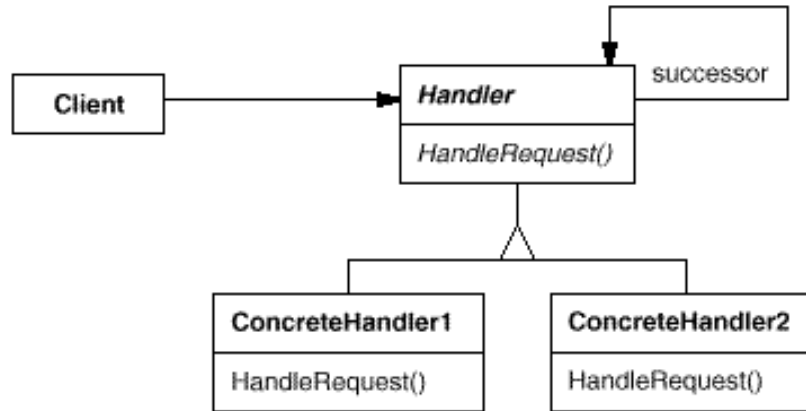 successor
Client
Handler
HandleRequest()
ConcreteHandler1
ConcreteHandler2
HandleRequest()
HandleRequest()